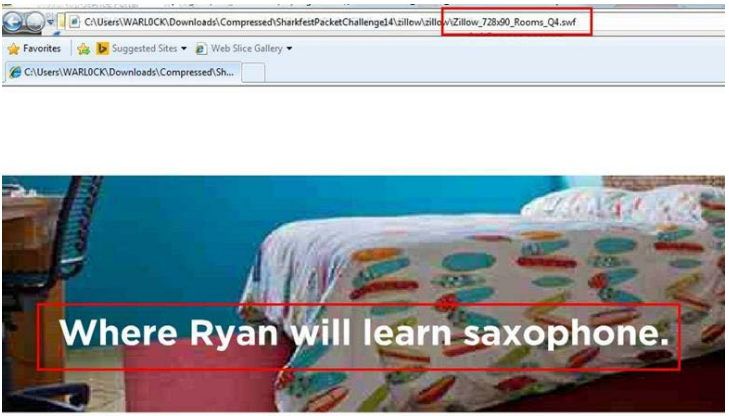 C:\Users\WARL0CK\Downloads\Compressed\SharkfestPacketChallenge14\zillow\zillow\Zillow_728x90_Rooms_Q4.swf
Favorites Suggested Sites ▼ Web Slice Gallery ▼
C:\Users\WARL0CK\Downloads\Compressed\Sh...
Where Ryan will learn saxophone.